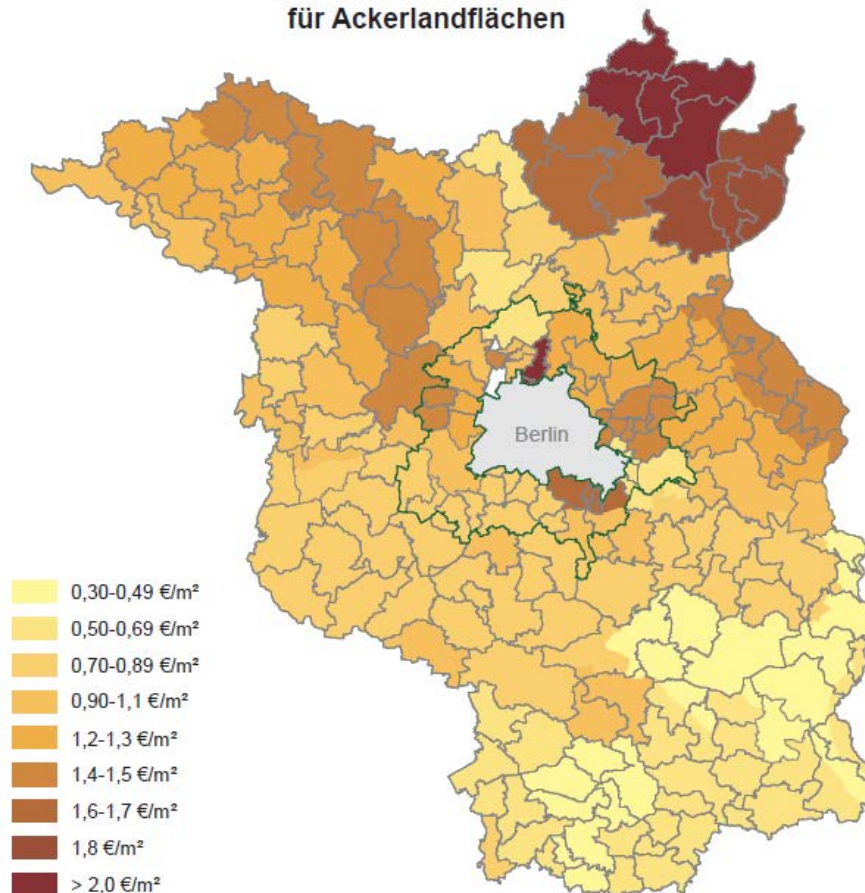 für Ackerlandflächen
Berlin
0,30-0,49 €/m²
0,50-0,69 €/m²
0,70-0,89 €/m²
0,90-1,1 €/m²
1,2-1,3 €/m²
1,4-1,5 €/m²
1,6-1,7 €/m²
1,8 €/m²
> 2,0 €/m²